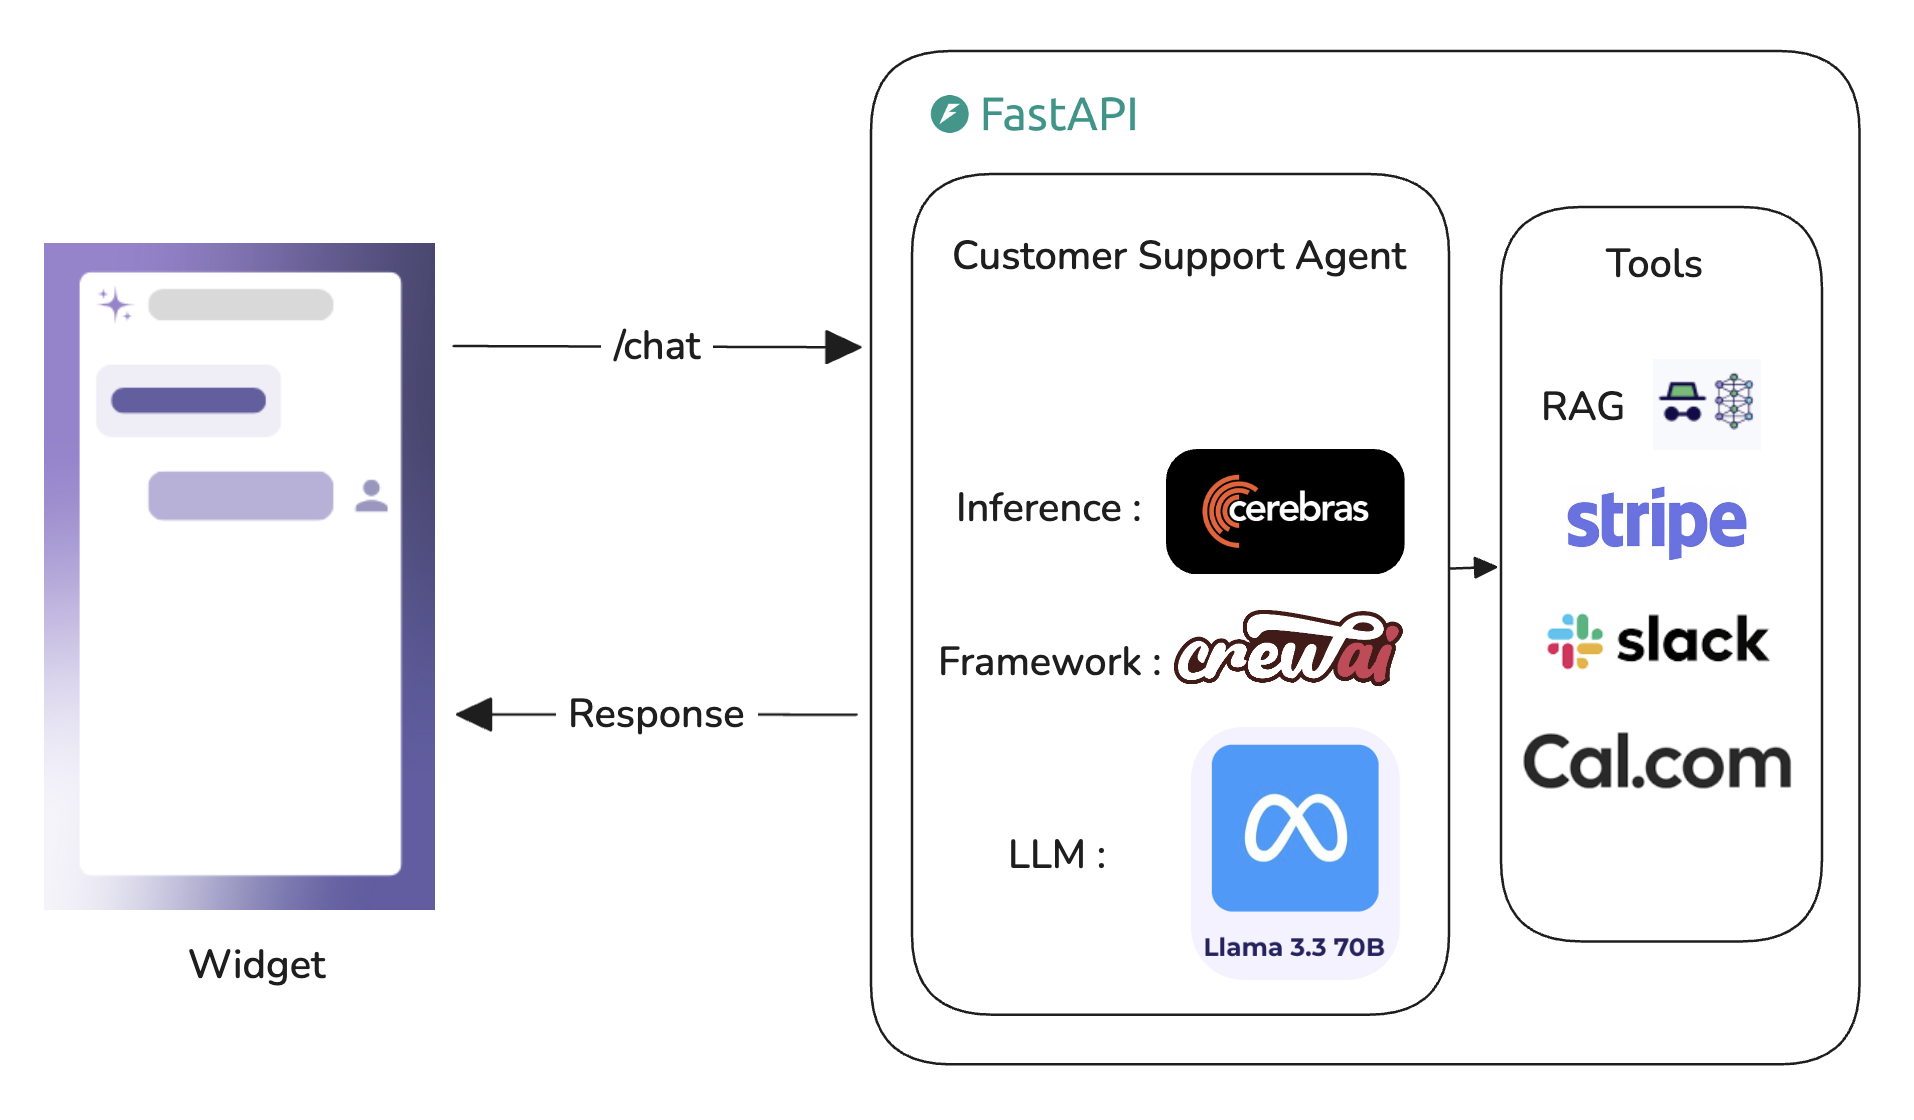 FastAPI
Customer Support Agent
Tools
/chat
RAG
Inference :
cerebras
stripe
Framework :
crewai
slack
Response
Cal.com
LLM :
Llama 3.3 70B
Widget